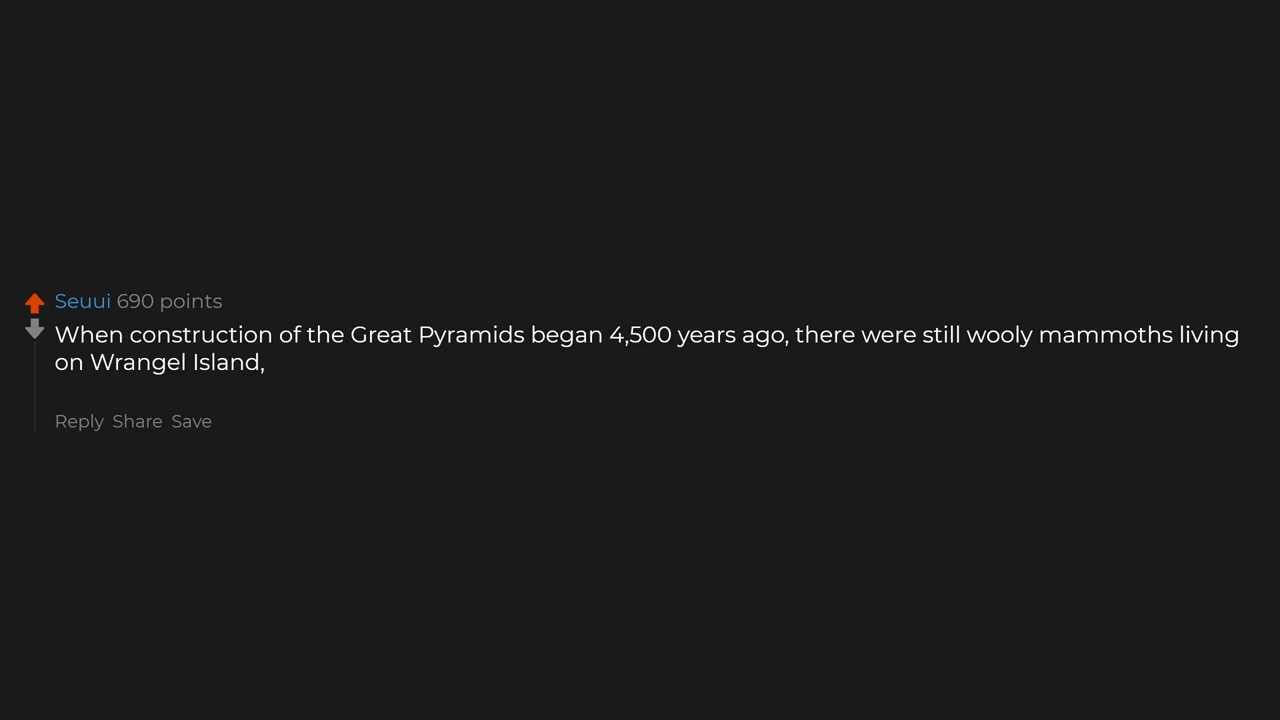 Seuui 690 points
When construction of the Great Pyramids began 4,500 years ago, there were still wooly mammoths living
on Wrangel Island,
Reply Share Save